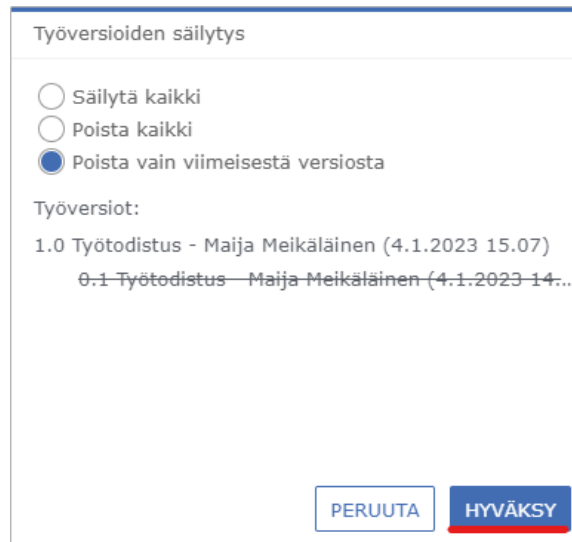 Työversioiden säilytys
Säilytä kaikki
Poista kaikki
Poista vain viimeisestä versiosta
Työversiot:
1.0 Työtodistus - Maija Meikäläinen (4.1.2023 15.07)
0.1 Työtodistus - Maija Meikäläinen (4.1.2023 14...
PERUUTA HYVÄKSY